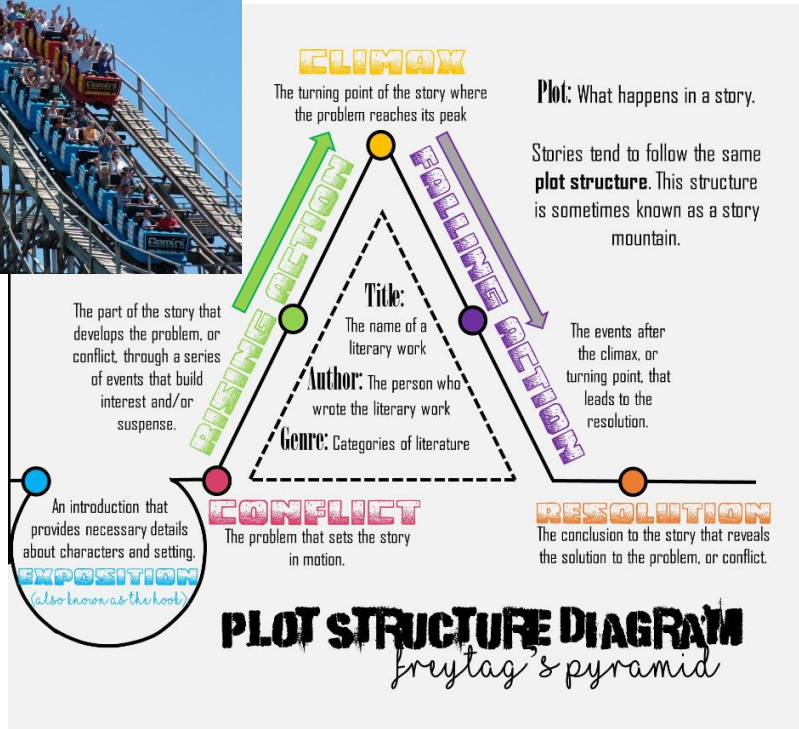 Gemini
Gemini
CLIMAX
The turning point of the story where
the problem reaches its peak
Plot: What happens in a story.
Stories tend to follow the same
plot structure. This structure
is sometimes known as a story
mountain.
RISING ACTION
The part of the story that
develops the problem, or
conflict, through a series
of events that build
interest and/or
suspense.
Title:
The name of a
literary work
Author: The person who
wrote the literary work
Genre: Categories of literature
FALLING ACTION
The events after
the climax, or
turning point, that
leads to the
resolution.
An introduction that
provides necessary details
about characters and setting.
EXPOSITION
(also known as the hook)
CONFLICT
The problem that sets the story
in motion.
RESOLUTION
The conclusion to the story that reveals
the solution to the problem, or conflict.
PLOT STRUCTURE DIAGRAM
freytag's pyramid